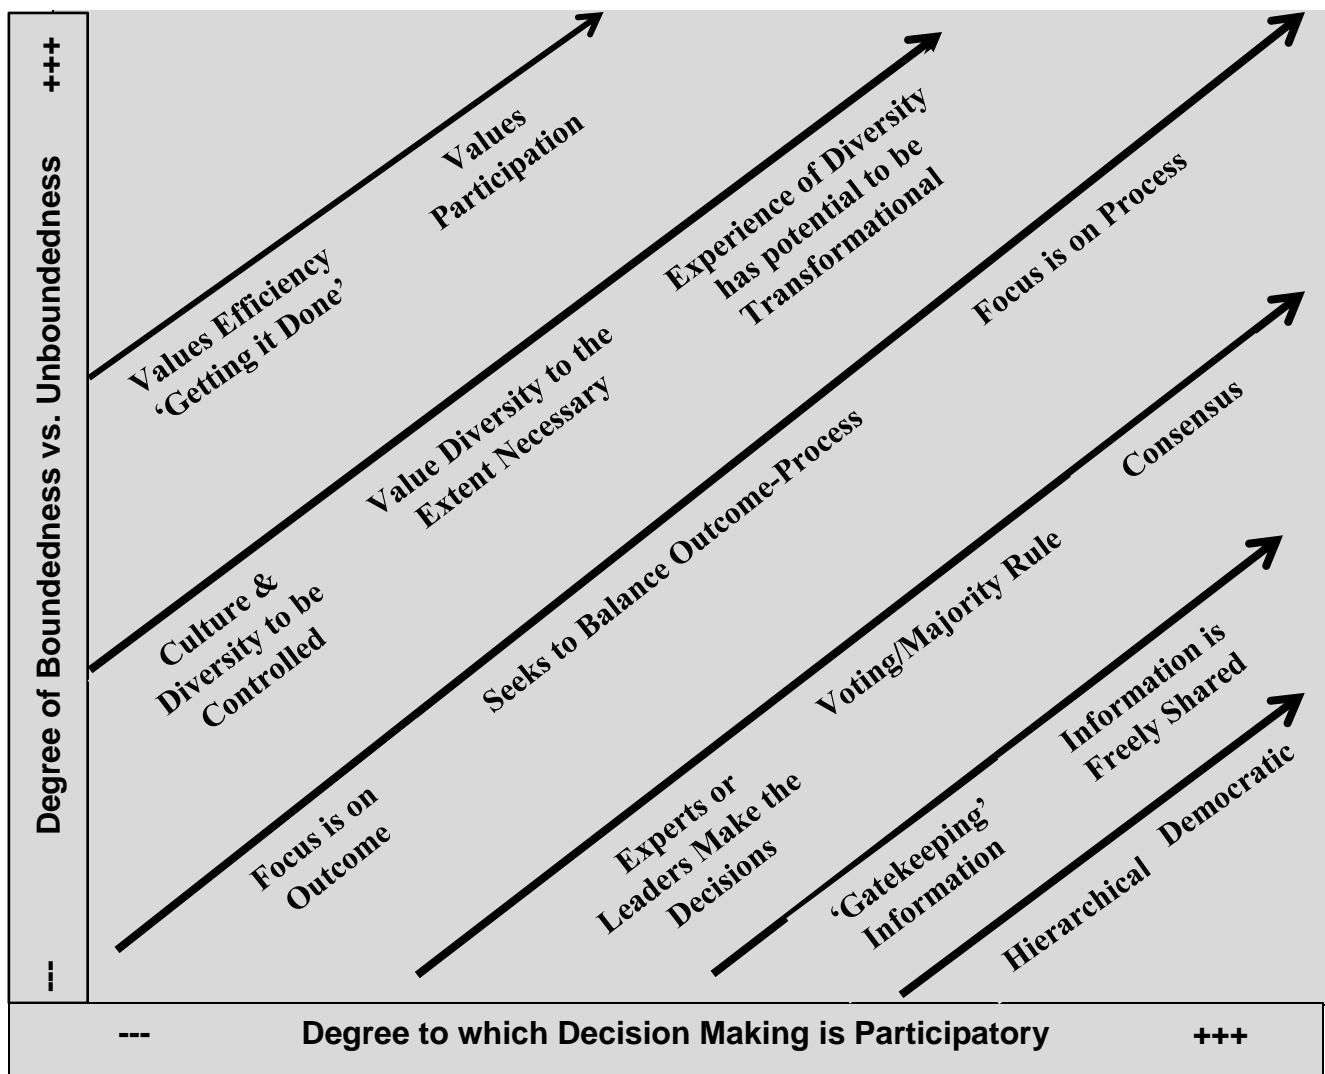 +++
Degree of Boundedness vs. Unboundedness
---
Values Efficiency
‘Getting it Done’
Values
Participation
Culture &
Diversity to be
Controlled
Value Diversity to the
Extent Necessary
Experience of Diversity
has potential to be
Transformational
Focus is on
Outcome
Seeks to Balance Outcome-Process
Focus is on Process
Experts or
Leaders Make the
Decisions
Voting/Majority Rule
Consensus
‘Gatekeeping’
Information
Information is
Freely Shared
Hierarchical
Democratic
--- Degree to which Decision Making is Participatory +++